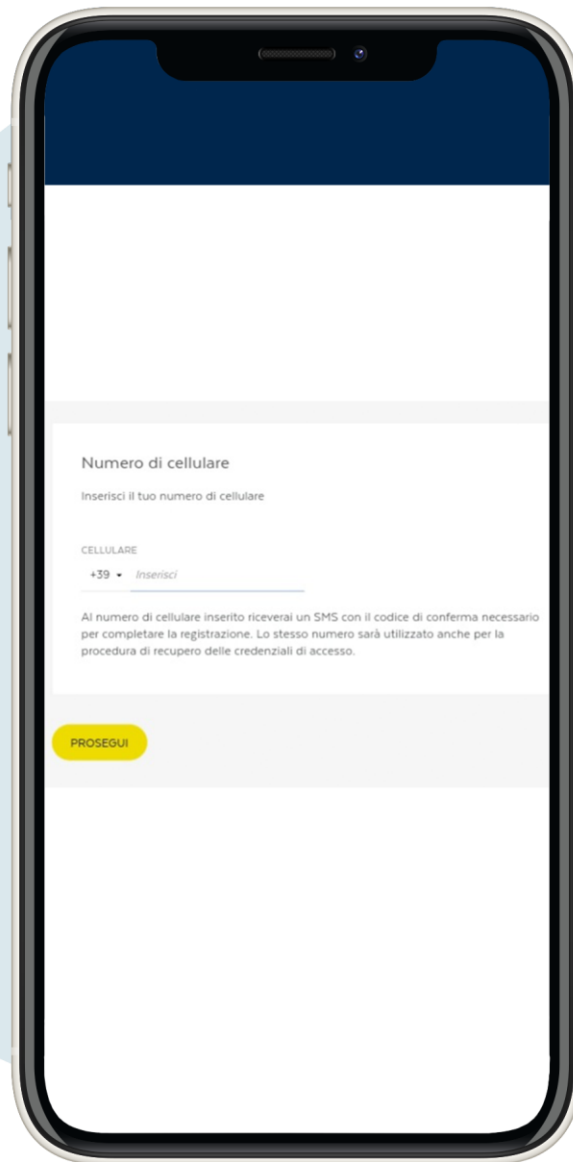 Numero di cellulare
Inserisci il tuo numero di cellulare
CELLULARE
+39 Inserisci
Al numero di cellulare inserito riceverai un SMS con il codice di conferma necessario
per completare la registrazione. Lo stesso numero sarà utilizzato anche per la
procedura di recupero delle credenziali di accesso.
PROSEGUI